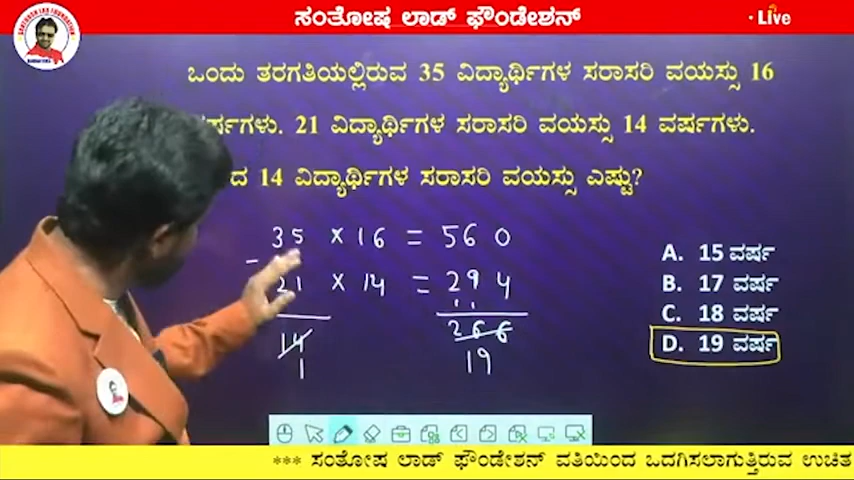 ಸಂತೋಷ ಲಾಡ್ ಫೌಂಡೇಶನ್
Live
ಒಂದು ತರಗತಿಯಲ್ಲಿರುವ 35 ವಿದ್ಯಾರ್ಥಿಗಳ ಸರಾಸರಿ ವಯಸ್ಸು 16
ವರ್ಷಗಳು. 21 ವಿದ್ಯಾರ್ಥಿಗಳ ಸರಾಸರಿ ವಯಸ್ಸು 14 ವರ್ಷಗಳು.
ದ 14 ವಿದ್ಯಾರ್ಥಿಗಳ ಸರಾಸರಿ ವಯಸ್ಸು ಎಷ್ಟು?
35 × 16 = 560
- 21 × 14 = 294
14 266
1 19
A. 15 ವರ್ಷ
B. 17 ವರ್ಷ
C. 18 ವರ್ಷ
D. 19 ವರ್ಷ
*** ಸಂತೋಷ ಲಾಡ್ ಫೌಂಡೇಶನ್ ವತಿಯಿಂದ ಒದಗಿಸಲಾಗುತ್ತಿರುವ ಉಚಿತ